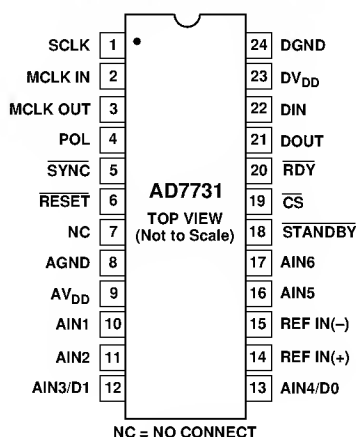 SCLK 1 24 DGND
MCLK IN 2 23 DVDD
MCLK OUT 3 22 DIN
POL 4 21 DOUT
SYNC 5 20 RDY
RESET 6 19 CS
NC 7 18 STANDBY
AGND 8 17 AIN6
AVDD 9 16 AIN5
AIN1 10 15 REF IN(–)
AIN2 11 14 REF IN(+)
AIN3/D1 12 13 AIN4/D0
AD7731
TOP VIEW
(Not to Scale)
NC = NO CONNECT